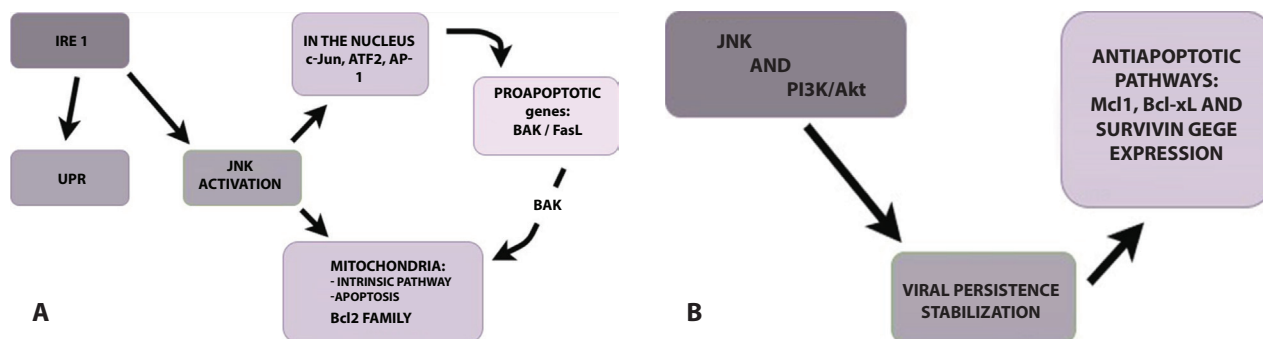 IRE 1
UPR
JNK
ACTIVATION
IN THE NUCLEUS
c-Jun, ATF2, AP-
1
PROAPOPTOTIC
genes:
BAK / FasL
BAK
MITOCHONDRIA:
- INTRINSIC PATHWAY
-APOPTOSIS
Bcl2 FAMILY
A
JNK
AND
PI3K/Akt
VIRAL PERSISTENCE
STABILIZATION
ANTIAPOPTOTIC
PATHWAYS:
Mcl1, Bcl-xL AND
SURVIVIN GEGE
EXPRESSION
B